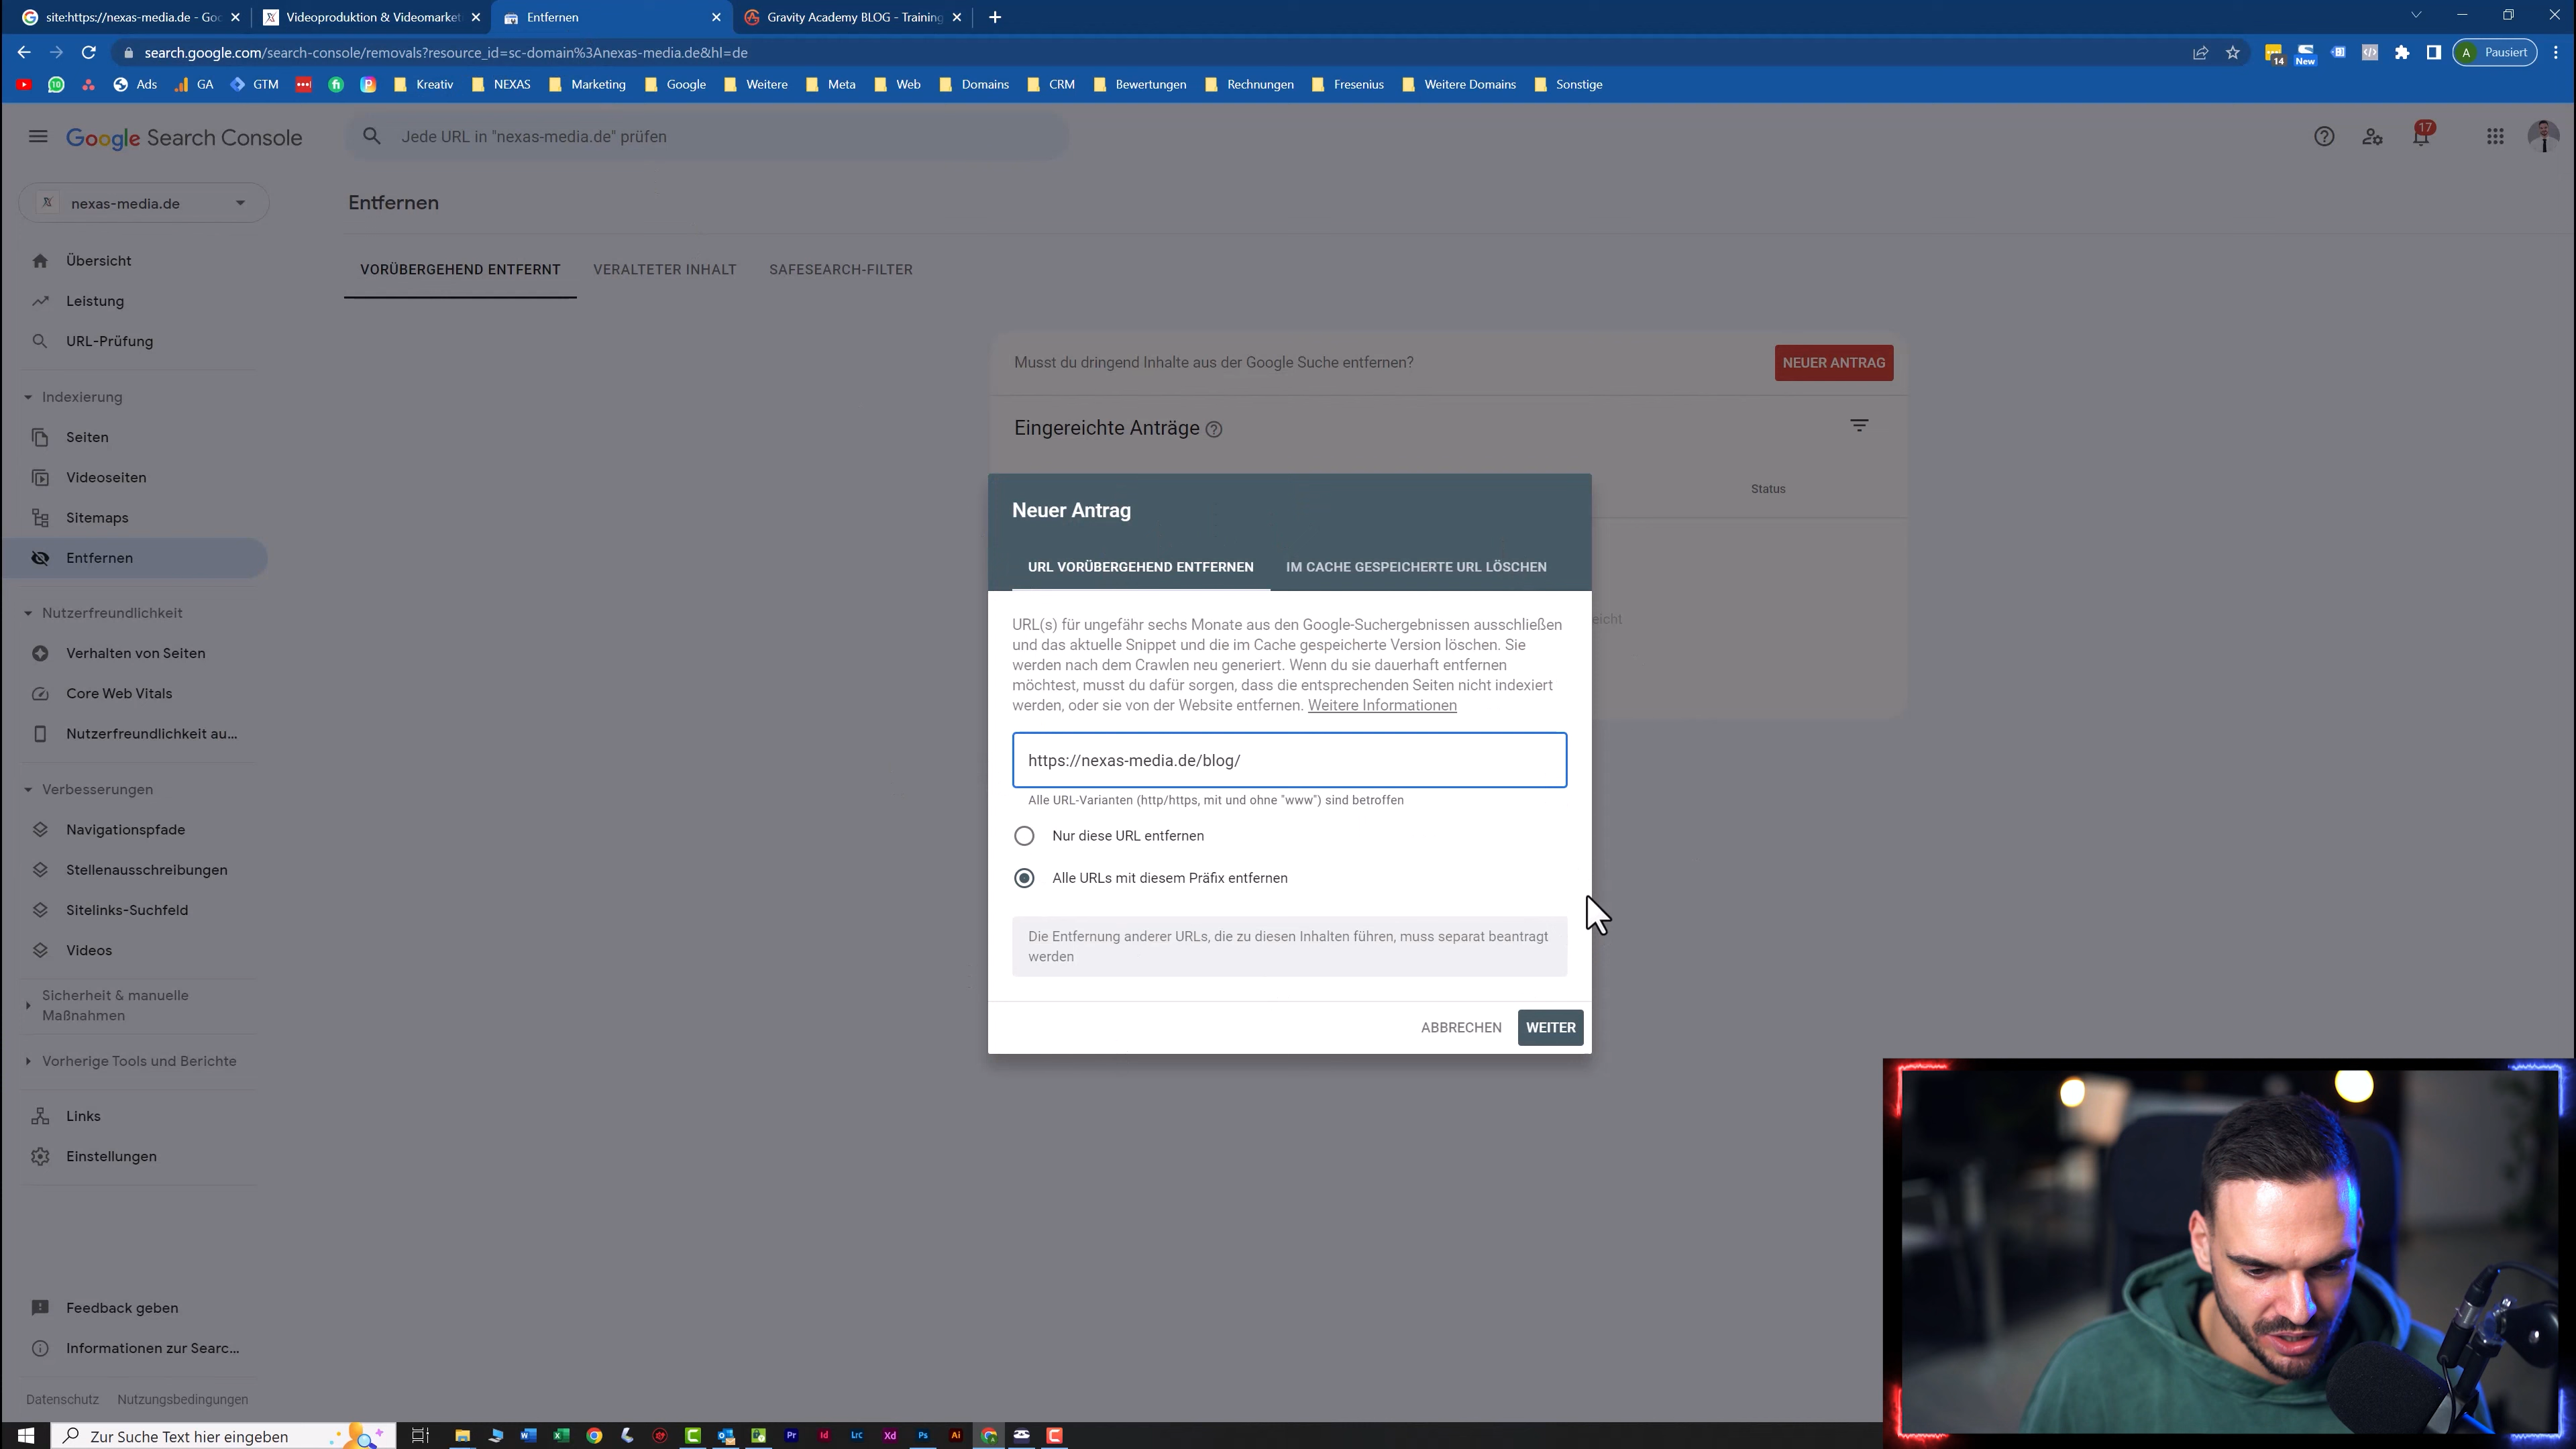 site:https://nexas-media.de - Goo
Videoproduktion & Videomarket
Entfernen
Gravity Academy BLOG - Training
search.google.com/search-console/removals?resource_id=sc-domain%3Anexas-media.de&hl=de
14
New
A
Pausiert
10
Ads
GA
GTM
Kreativ
NEXAS
Marketing
Google
Weitere
Meta
Web
Domains
CRM
Bewertungen
Rechnungen
Fresenius
Weitere Domains
Sonstige
Google Search Console
Jede URL in "nexas-media.de" prüfen
17
nexas-media.de
Entfernen
Übersicht
Leistung
URL-Prüfung
Indexierung
Seiten
Videoseiten
Sitemaps
Entfernen
Nutzerfreundlichkeit
Verhalten von Seiten
Core Web Vitals
Nutzerfreundlichkeit au...
Verbesserungen
Navigationspfade
Stellenausschreibungen
Sitelinks-Suchfeld
Videos
Sicherheit & manuelle
Maßnahmen
Vorherige Tools und Berichte
Links
Einstellungen
Feedback geben
Informationen zur Searc...
Datenschutz
Nutzungsbedingungen
VORÜBERGEHEND ENTFERNT
VERALTETER INHALT
SAFESEARCH-FILTER
Musst du dringend Inhalte aus der Google Suche entfernen?
NEUER ANTRAG
Eingereichte Anträge
Status
eicht
Neuer Antrag
URL VORÜBERGEHEND ENTFERNEN
IM CACHE GESPEICHERTE URL LÖSCHEN
URL(s) für ungefähr sechs Monate aus den Google-Suchergebnissen ausschließen
und das aktuelle Snippet und die im Cache gespeicherte Version löschen. Sie
werden nach dem Crawlen neu generiert. Wenn du sie dauerhaft entfernen
möchtest, musst du dafür sorgen, dass die entsprechenden Seiten nicht indexiert
werden, oder sie von der Website entfernen. Weitere Informationen
https://nexas-media.de/blog/
Alle URL-Varianten (http/https, mit und ohne "www") sind betroffen
Nur diese URL entfernen
Alle URLs mit diesem Präfix entfernen
Die Entfernung anderer URLs, die zu diesen Inhalten führen, muss separat beantragt
werden
ABBRECHEN
WEITER
Zur Suche Text hier eingeben
Pr
Id
LrC
Xd
Ps
Ai